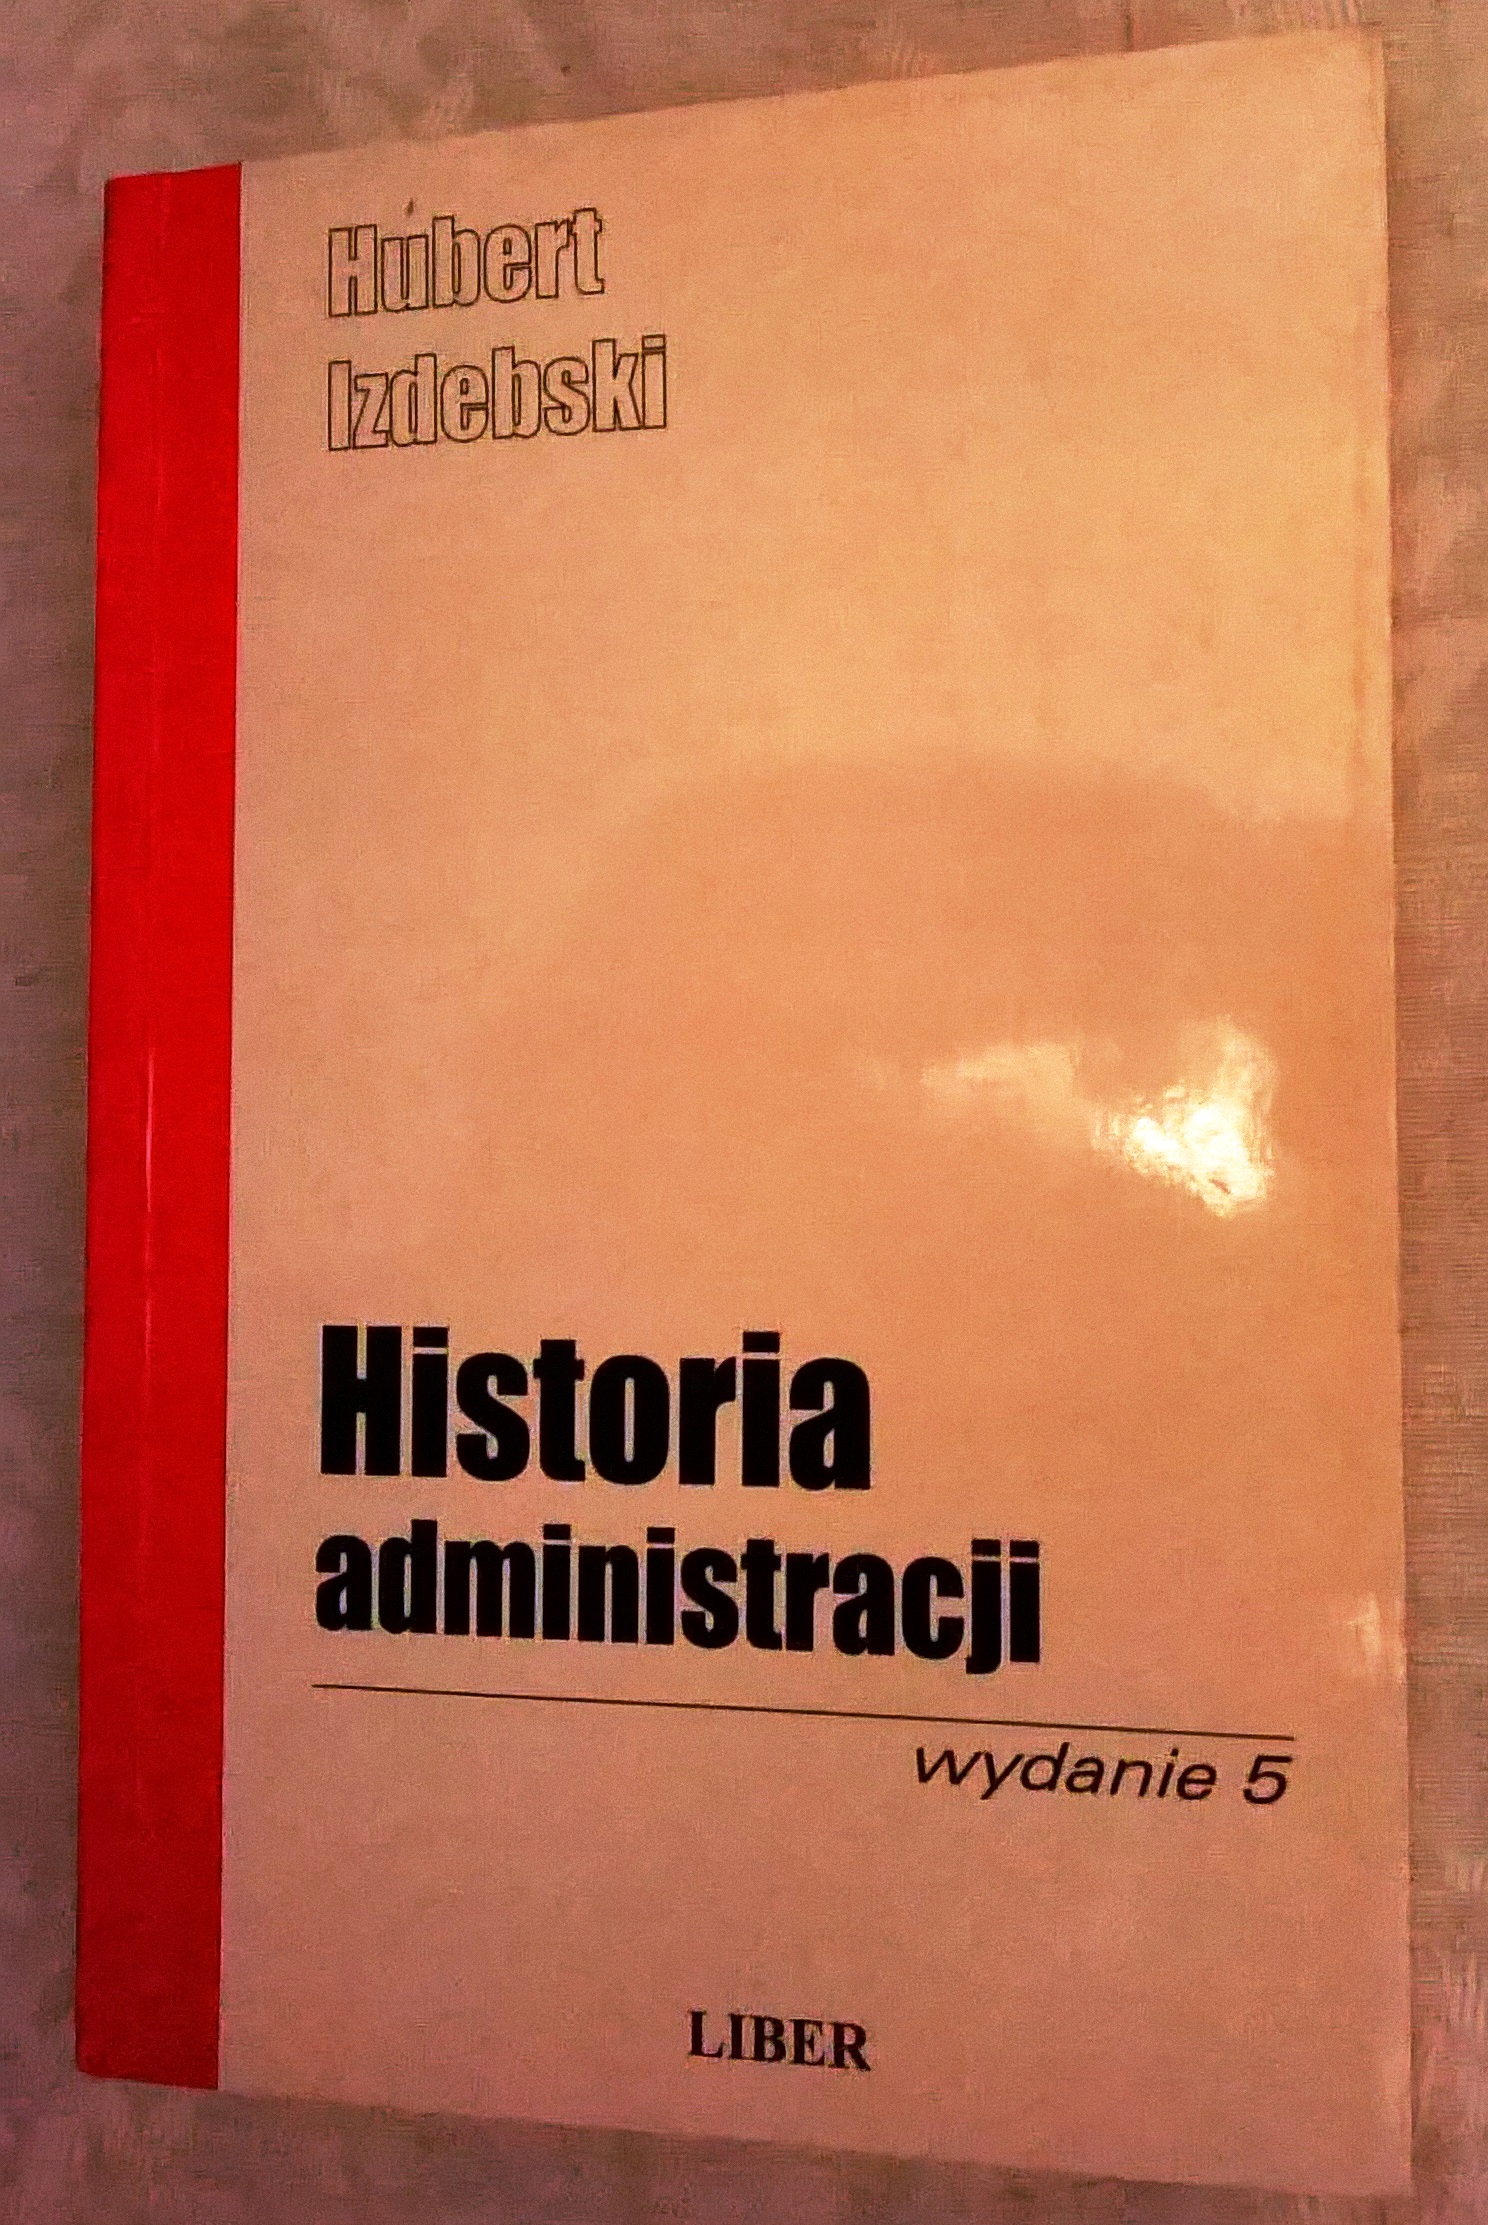 Hubert
Izdebski
Historia
administracji
wydanie 5
LIBER